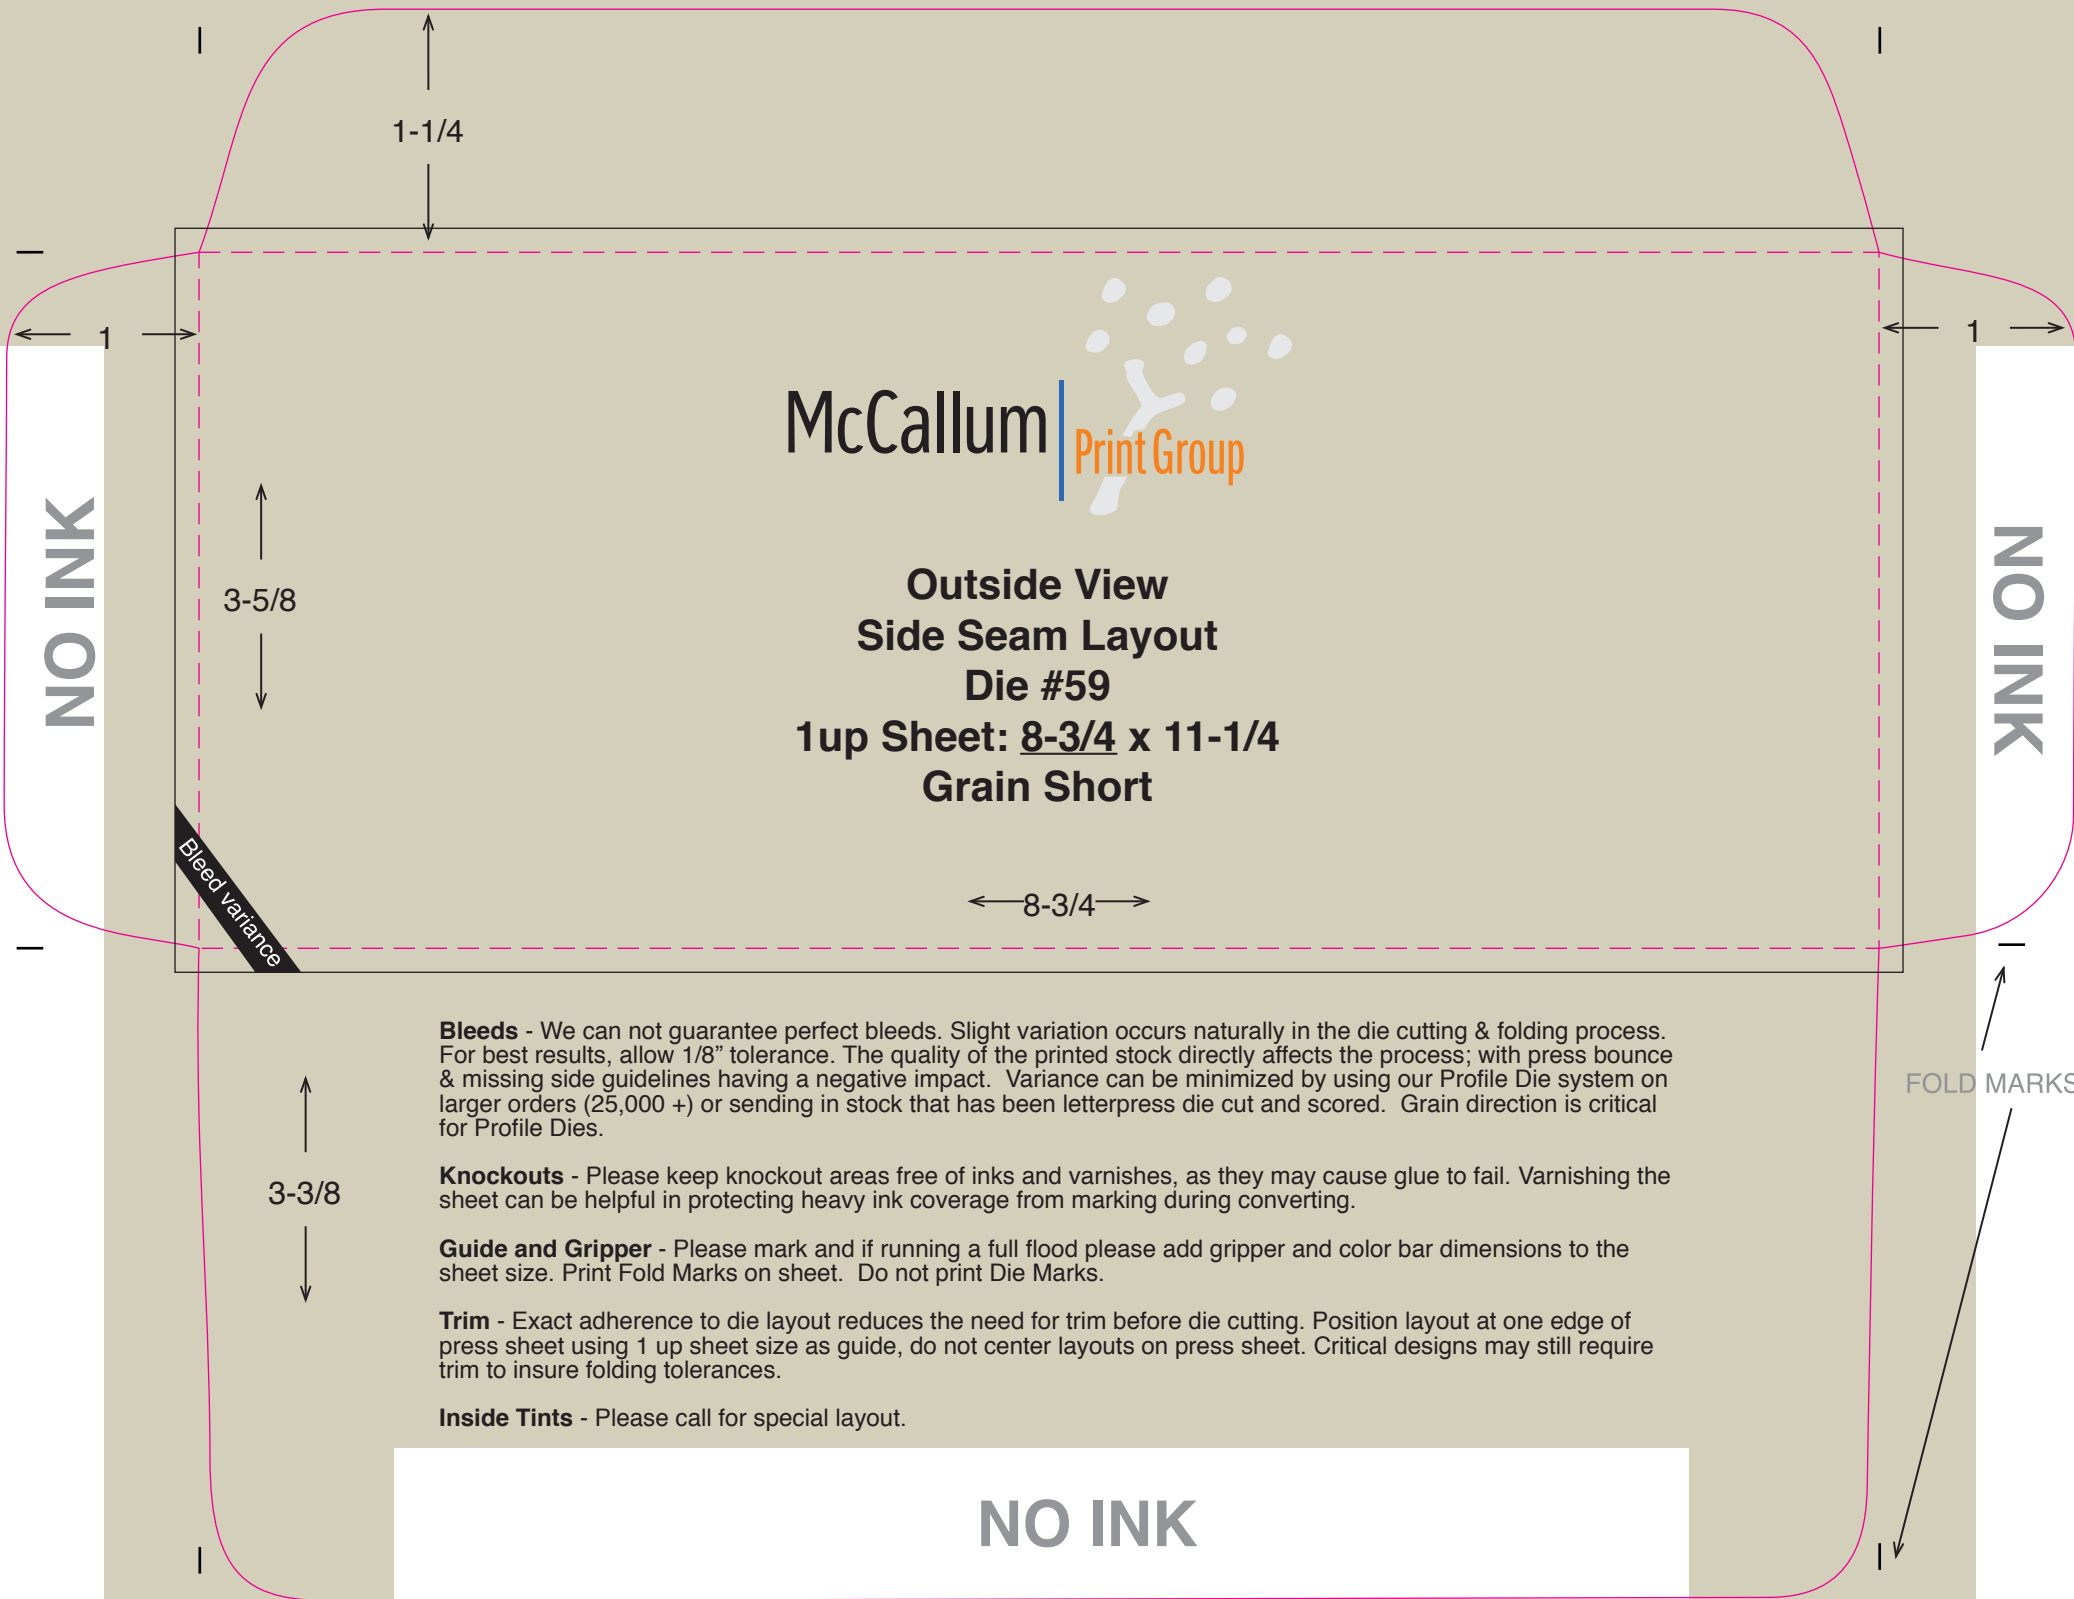 1-1/4
1
1
McCallum
Print Group
NO INK
NO INK
3-5/8
Outside View
Side Seam Layout
Die #59
1up Sheet: 8-3/4 x 11-1/4
Grain Short
Bleed variance
8-3/4
Bleeds - We can not guarantee perfect bleeds. Slight variation occurs naturally in the die cutting & folding process.
For best results, allow 1/8” tolerance. The quality of the printed stock directly affects the process; with press bounce
& missing side guidelines having a negative impact.  Variance can be minimized by using our Profile Die system on
larger orders (25,000 +) or sending in stock that has been letterpress die cut and scored.  Grain direction is critical
for Profile Dies.
FOLD MARKS
3-3/8
Knockouts - Please keep knockout areas free of inks and varnishes, as they may cause glue to fail. Varnishing the
sheet can be helpful in protecting heavy ink coverage from marking during converting.
Guide and Gripper - Please mark and if running a full flood please add gripper and color bar dimensions to the
sheet size. Print Fold Marks on sheet.  Do not print Die Marks.
Trim - Exact adherence to die layout reduces the need for trim before die cutting. Position layout at one edge of
press sheet using 1 up sheet size as guide, do not center layouts on press sheet. Critical designs may still require
trim to insure folding tolerances.
Inside Tints - Please call for special layout.
NO INK